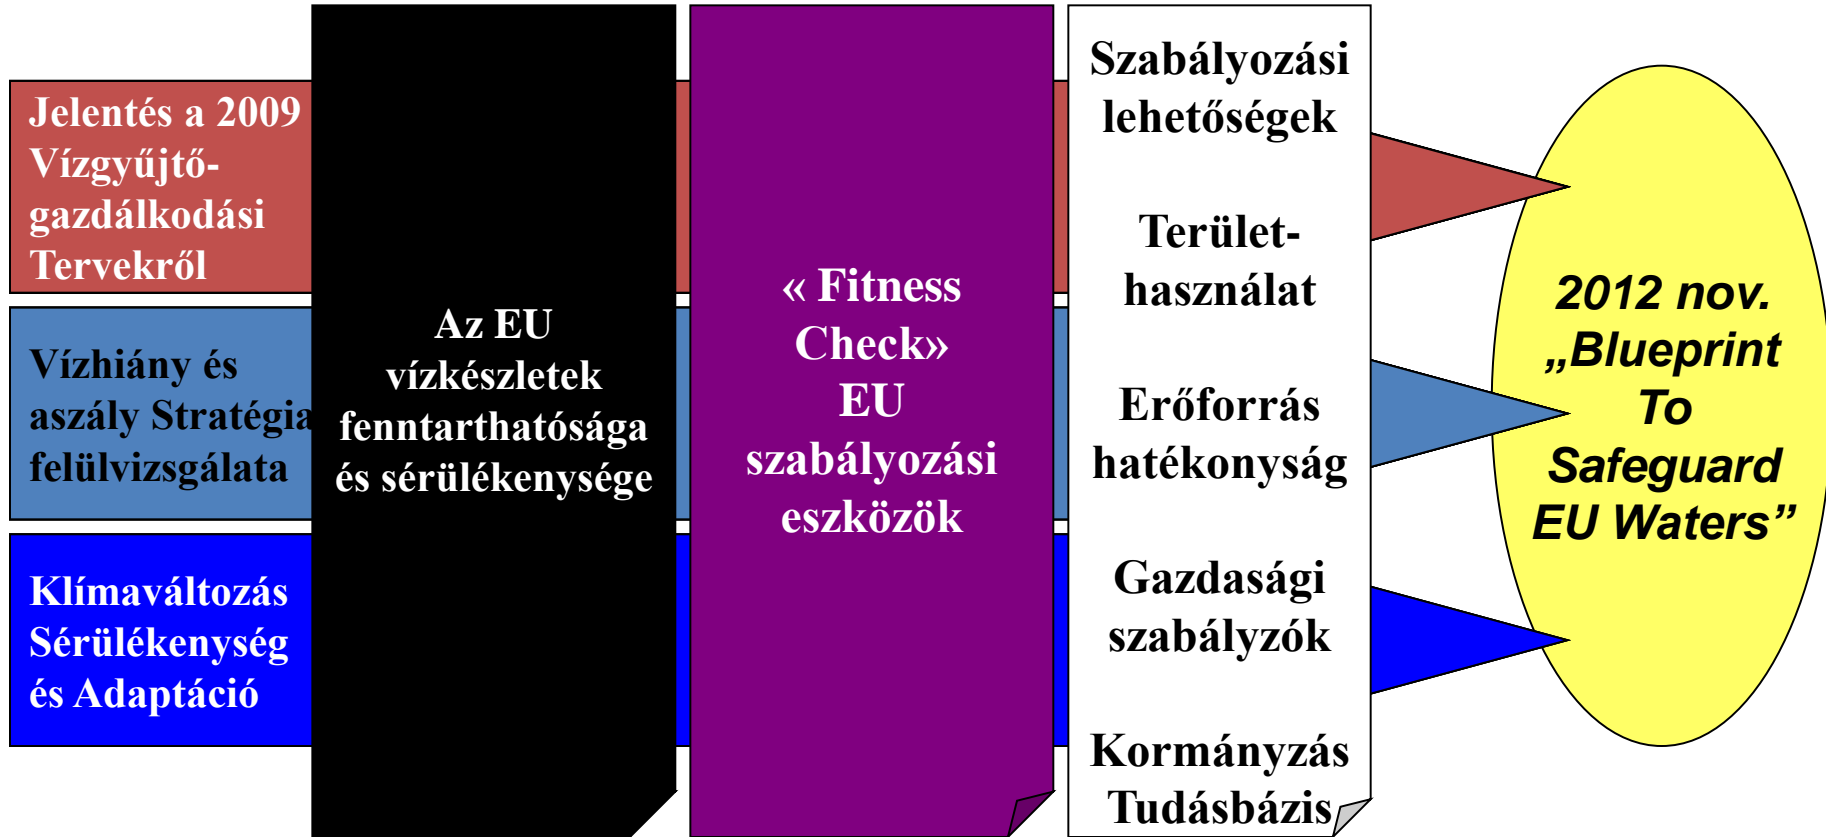 Jelentés a 2009
Vízgyűjtő-
gazdálkodási
Tervekről
Vízhiány és
aszály Stratégia
felülvizsgálata
Klímaváltozás
Sérülékenység
és Adaptáció
Az EU
vízkészletek
fenntarthatósága
és sérülékenysége
« Fitness
Check»
EU
szabályozási
eszközök
Szabályozási
lehetőségek
Terület-
használat
Erőforrás
hatékonyság
Gazdasági
szabályzók
Kormányzás
Tudásbázis
2012 nov.
„Blueprint
To
Safeguard
EU Waters”